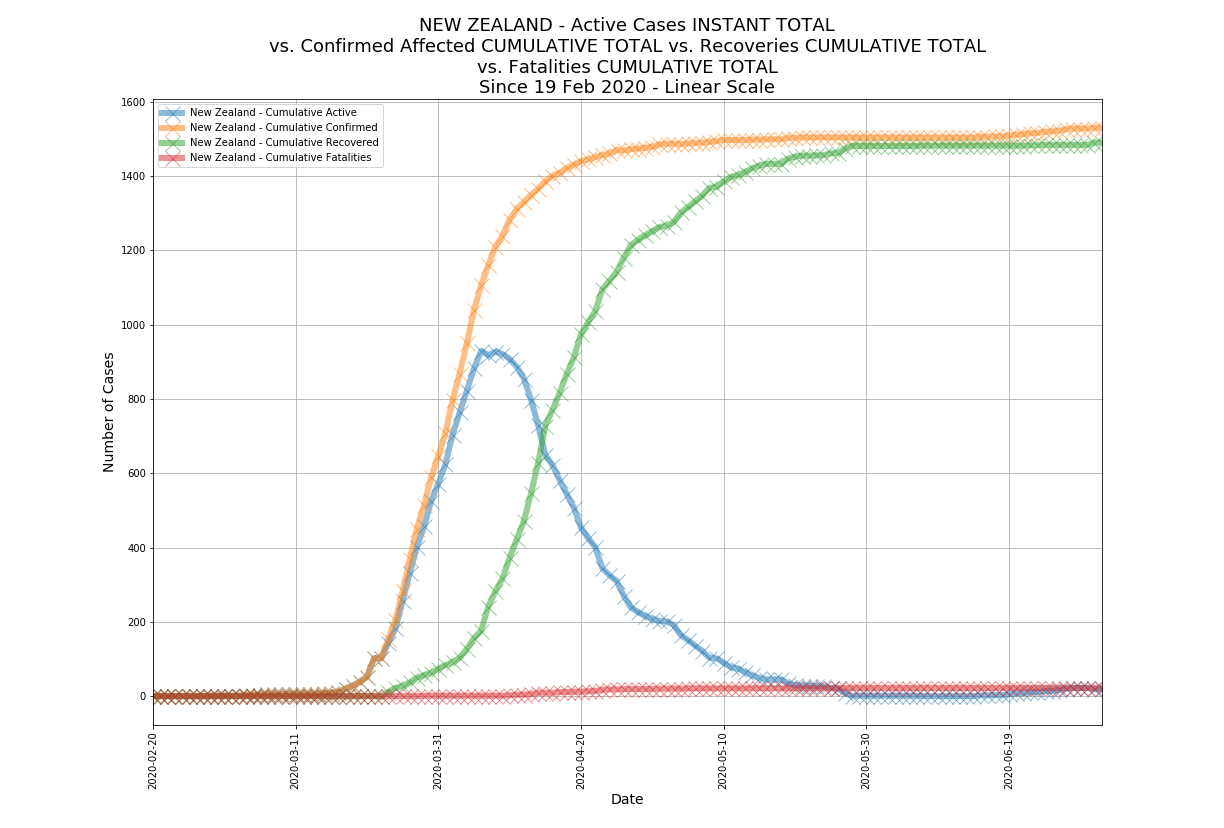 NEW ZEALAND - Active Cases INSTANT TOTAL
vs. Confirmed Affected CUMULATIVE TOTAL vs. Recoveries CUMULATIVE TOTAL
vs. Fatalities CUMULATIVE TOTAL
Since 19 Feb 2020 - Linear Scale
New Zealand - Cumulative Active
New Zealand - Cumulative Confirmed
New Zealand - Cumulative Recovered
New Zealand - Cumulative Fatalities
Number of Cases
1600
1400
1200
1000
800
600
400
200
0
2020-02-20
2020-03-11
2020-03-31
2020-04-20
2020-05-10
2020-05-30
2020-06-19
Date